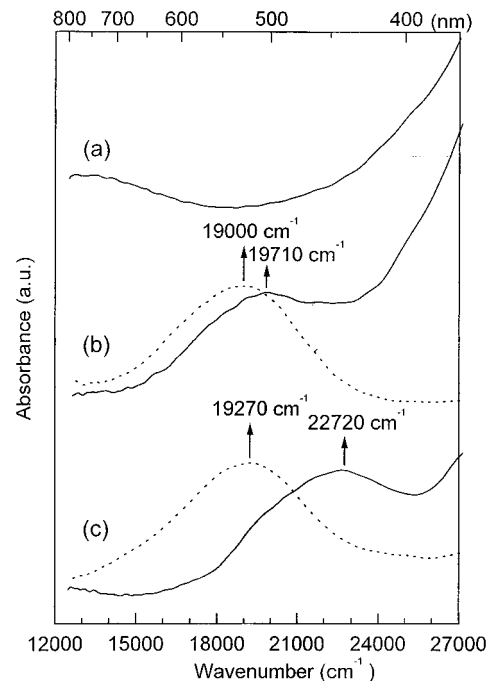 800 700 600 500 400 (nm)
(a)
19000 cm⁻¹
19710 cm⁻¹
(b)
19270 cm⁻¹
22720 cm⁻¹
(c)
Absorbance (a.u.)
12000 15000 18000 21000 24000 27000
Wavenumber (cm⁻¹)